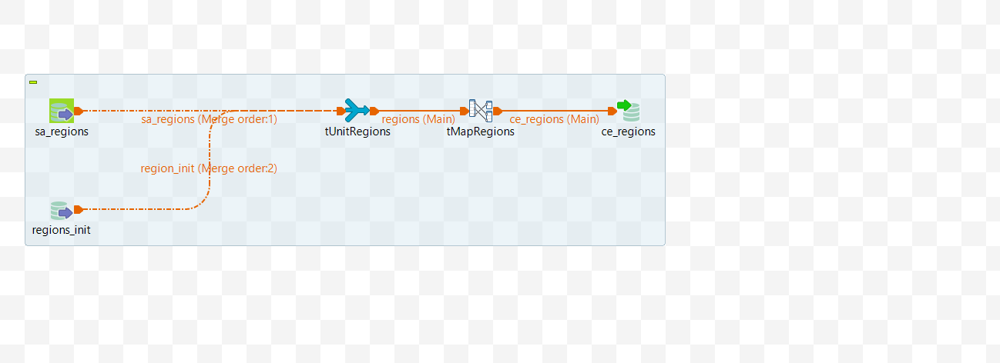 sa_regions (Merge order:1)
regions (Main)
ce_regions (Main)
sa_regions
tUnitRegions
tMapRegions
ce_regions
region_init (Merge order:2)
regions_init